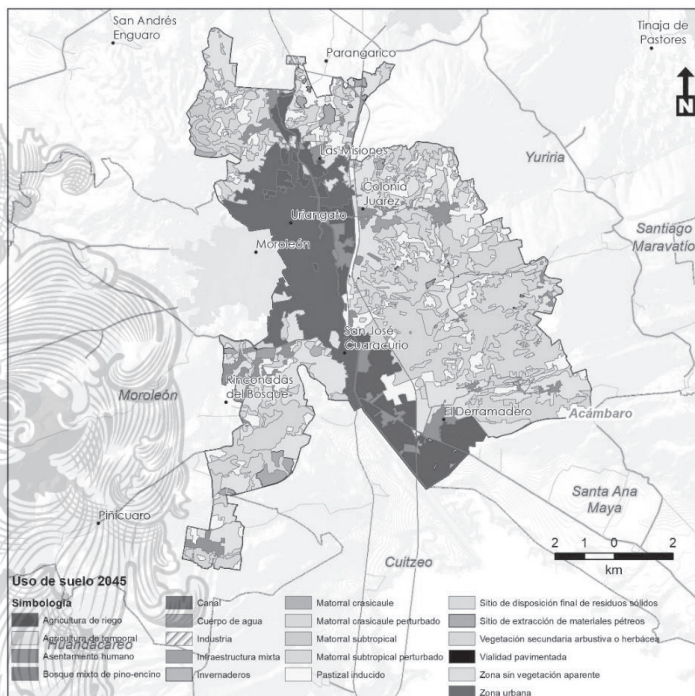 San Andrés
Enguaro
Parangarico
Tinaja de
Pastores
N
Las Misiones
Yuriria
Colonia
Juárez
Uriangato
Santiago
Maravatío
Moroleón
San José
Cuaracurio
Moroleón
Rinconadas
del Bosque
El Derramadero
Acámbaro
Santa Ana
Maya
Piñicuaro
Cuitzeo
2 1 0 2
km
Huandacareo
Uso de suelo 2045
Simbología
Agricultura de riego
Agricultura de temporal
Asentamiento humano
Bosque mixto de pino-encino
Canal
Cuerpo de agua
Industria
Infraestructura mixta
Invernaderos
Matorral crasicaule
Matorral crasicaule perturbado
Matorral subtropical
Matorral subtropical perturbado
Pastizal inducido
Sitio de disposición final de residuos sólidos
Sitio de extracción de materiales pétreos
Vegetación secundaria arbustiva o herbácea
Vialidad pavimentada
Zona sin vegetación aparente
Zona urbana